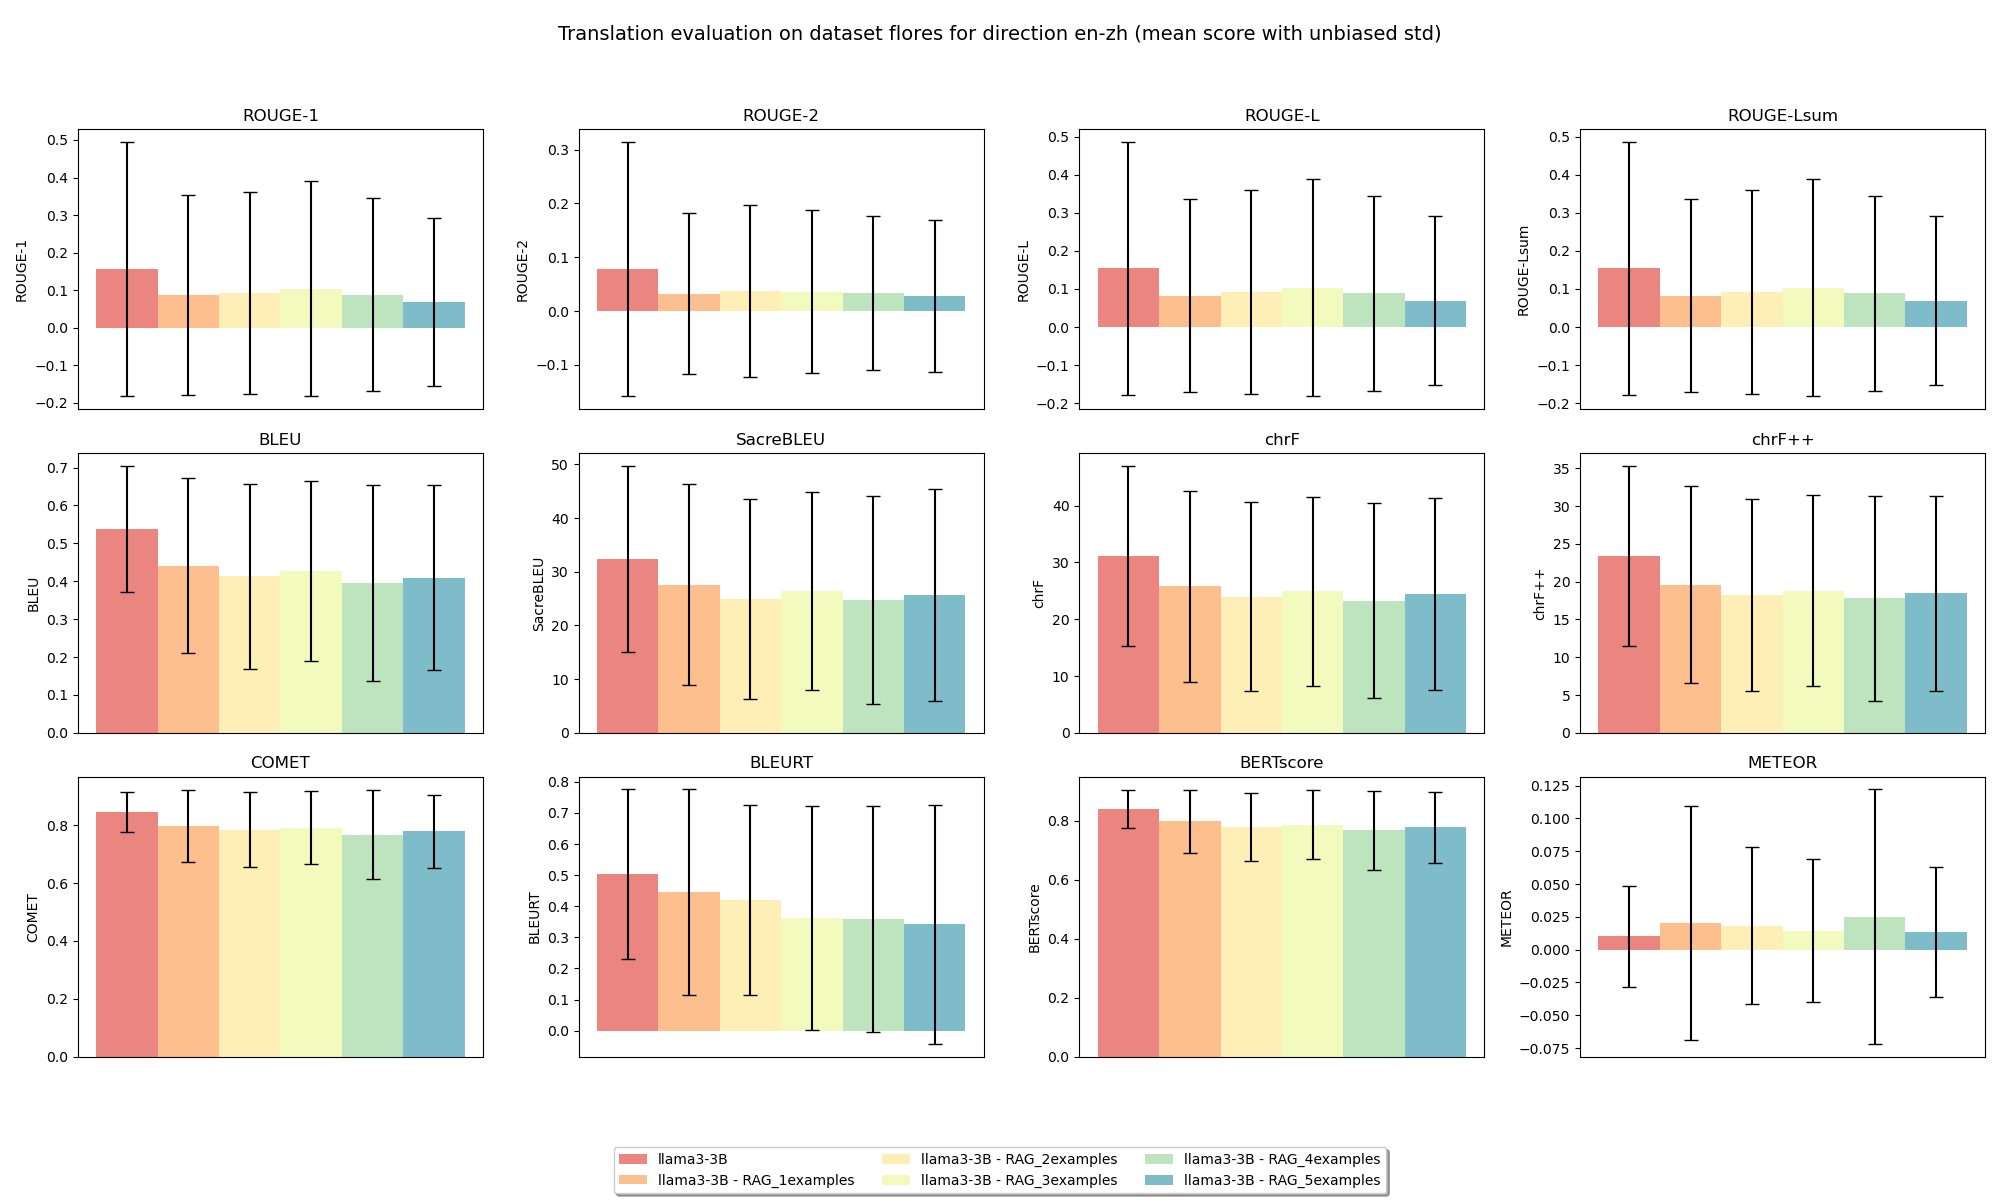 Translation evaluation on dataset flores for direction en-zh (mean score with unbiased std)
ROUGE-1
ROUGE-1
0.5
0.4
0.3
0.2
0.1
0.0
−0.1
−0.2
ROUGE-2
ROUGE-2
0.3
0.2
0.1
0.0
−0.1
ROUGE-L
ROUGE-L
0.5
0.4
0.3
0.2
0.1
0.0
−0.1
−0.2
ROUGE-Lsum
ROUGE-Lsum
0.5
0.4
0.3
0.2
0.1
0.0
−0.1
−0.2
BLEU
BLEU
0.7
0.6
0.5
0.4
0.3
0.2
0.1
0.0
SacreBLEU
SacreBLEU
50
40
30
20
10
0
chrF
chrF
40
30
20
10
0
chrF++
chrF++
35
30
25
20
15
10
5
0
COMET
COMET
0.8
0.6
0.4
0.2
0.0
BLEURT
BLEURT
0.8
0.7
0.6
0.5
0.4
0.3
0.2
0.1
0.0
BERTscore
BERTscore
0.8
0.6
0.4
0.2
0.0
METEOR
METEOR
0.125
0.100
0.075
0.050
0.025
0.000
−0.025
−0.050
−0.075
llama3-3B
llama3-3B - RAG_1examples
llama3-3B - RAG_2examples
llama3-3B - RAG_3examples
llama3-3B - RAG_4examples
llama3-3B - RAG_5examples